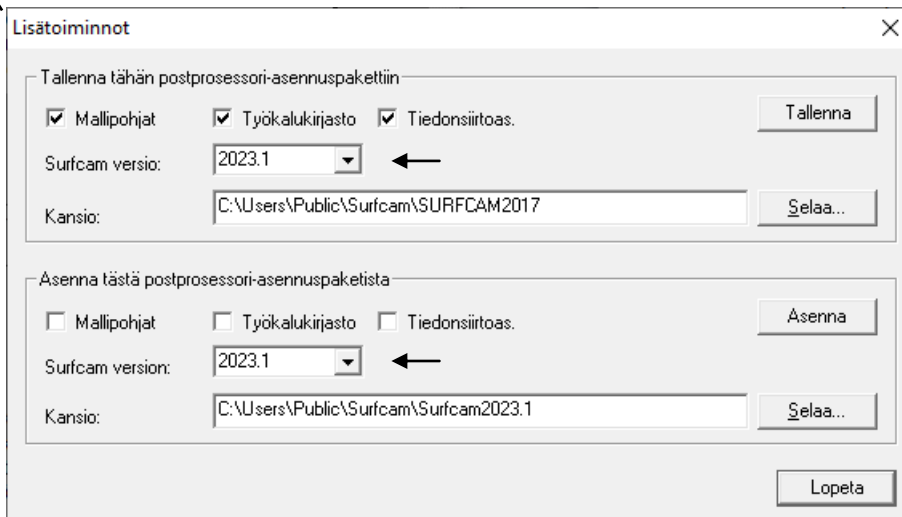 Lisätoiminnot
Tallenna tähän postprosessori-asennuspakettiin
Mallipohjat Työkalukirjasto Tiedonsiirtoas. Tallenna
Surfcam versio: 2023.1
Kansio: C:\Users\Public\Surfcam\SURFCAM2017 Selaa...
Asenna tästä postprosessori-asennuspaketista
Mallipohjat Työkalukirjasto Tiedonsiirtoas. Asenna
Surfcam version: 2023.1
Kansio: C:\Users\Public\Surfcam\Surfcam2023.1 Selaa...
Lopeta